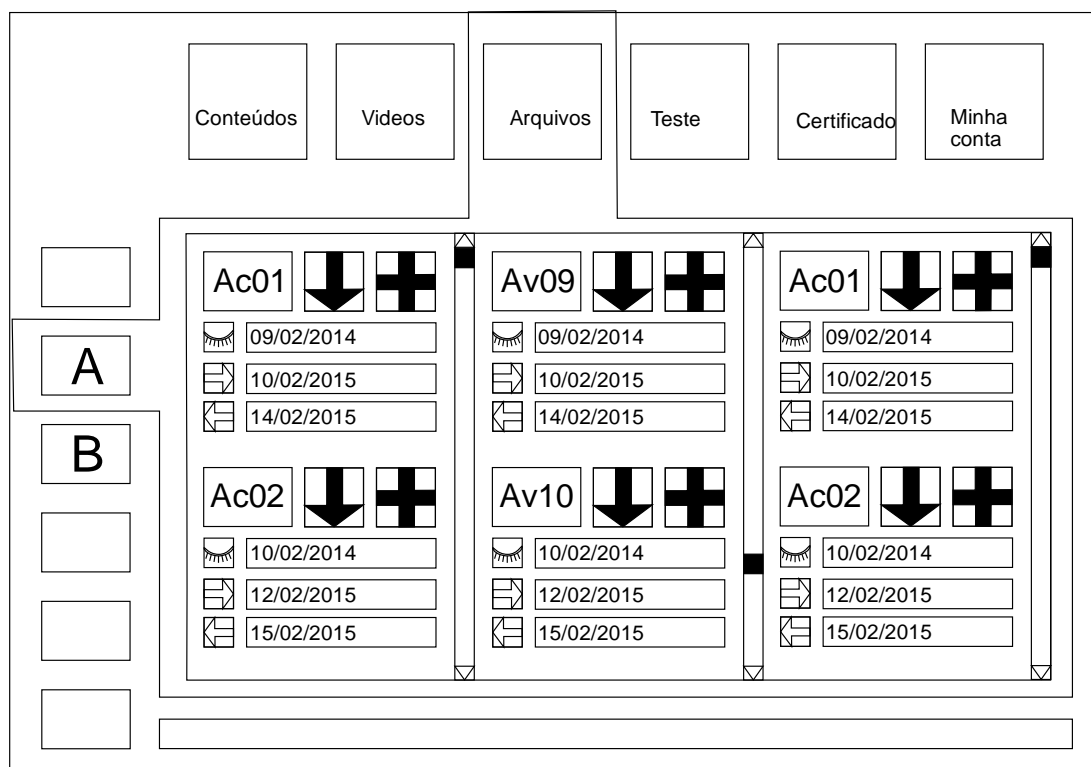 Conteúdos
Videos
Arquivos
Teste
Certificado
Minha
conta
A
B
Ac01
09/02/2014
10/02/2015
14/02/2015
Ac02
10/02/2014
12/02/2015
15/02/2015
Av09
09/02/2014
10/02/2015
14/02/2015
Av10
10/02/2014
12/02/2015
15/02/2015
Ac01
09/02/2014
10/02/2015
14/02/2015
Ac02
10/02/2014
12/02/2015
15/02/2015